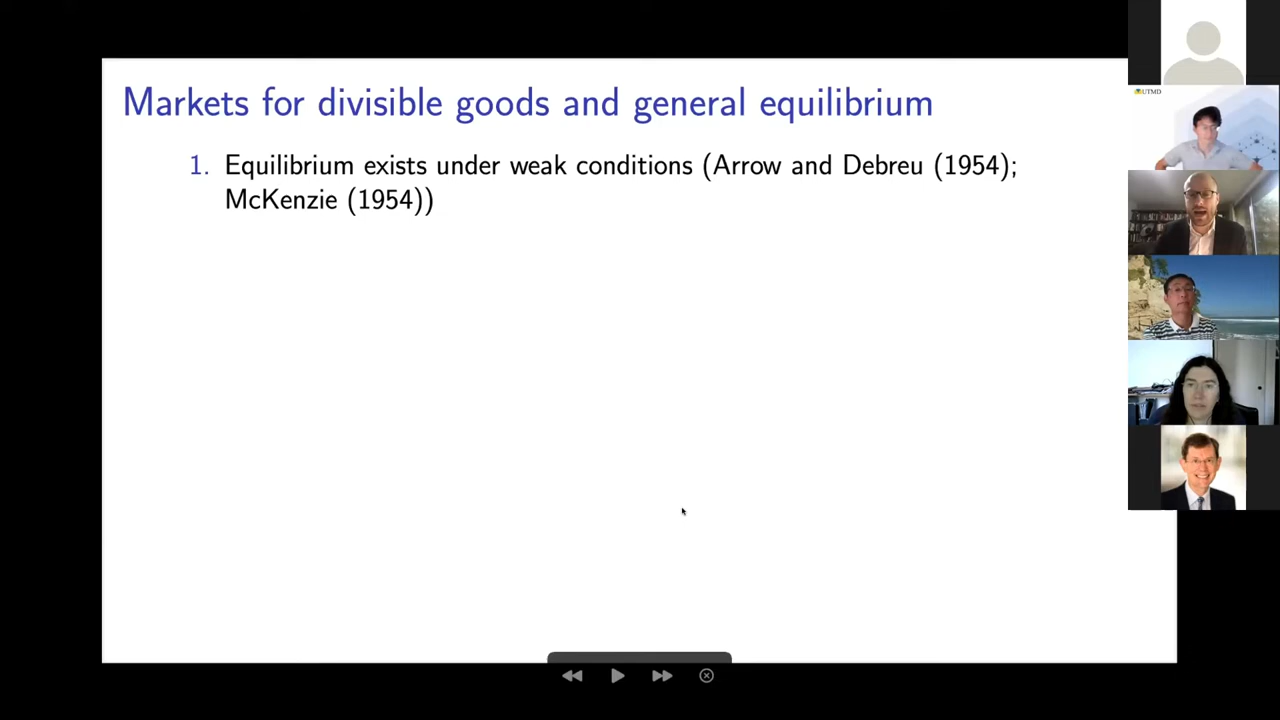 Markets for divisible goods and general equilibrium
1. Equilibrium exists under weak conditions (Arrow and Debreu (1954);
McKenzie (1954))
UTMD